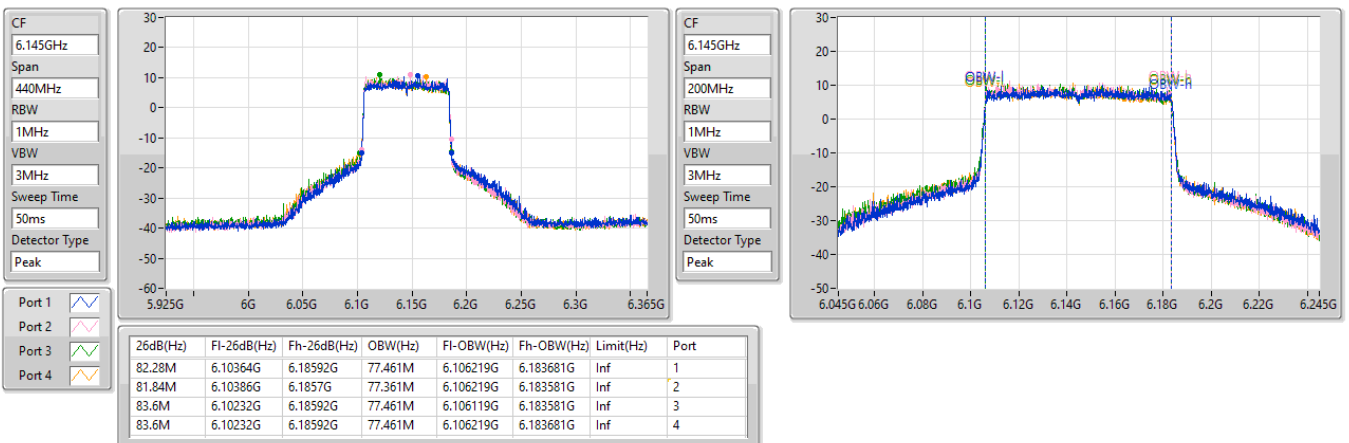 CF
6.145GHz
Span
440MHz
RBW
1MHz
VBW
3MHz
Sweep Time
50ms
Detector Type
Peak
30
20
10
0
-10
-20
-30
-40
-50
-60
5.925G 6G 6.05G 6.1G 6.15G 6.2G 6.25G 6.3G 6.365G
CF
6.145GHz
Span
200MHz
RBW
1MHz
VBW
3MHz
Sweep Time
50ms
Detector Type
Peak
30
20
10
0
-10
-20
-30
-40
-50
OBW-l OBW-h
OBW-h
6.045G 6.06G 6.08G 6.1G 6.12G 6.14G 6.16G 6.18G 6.2G 6.22G 6.245G
Port 1
Port 2
Port 3
Port 4
26dB(Hz) Fl-26dB(Hz) Fh-26dB(Hz) OBW(Hz) Fl-OBW(Hz) Fh-OBW(Hz) Limit(Hz) Port
82.28M 6.10364G 6.18592G 77.461M 6.106219G 6.183681G Inf 1
81.84M 6.10386G 6.1857G 77.361M 6.106219G 6.183581G Inf 2
83.6M 6.10232G 6.18592G 77.461M 6.106119G 6.183581G Inf 3
83.6M 6.10232G 6.18592G 77.461M 6.106219G 6.183681G Inf 4